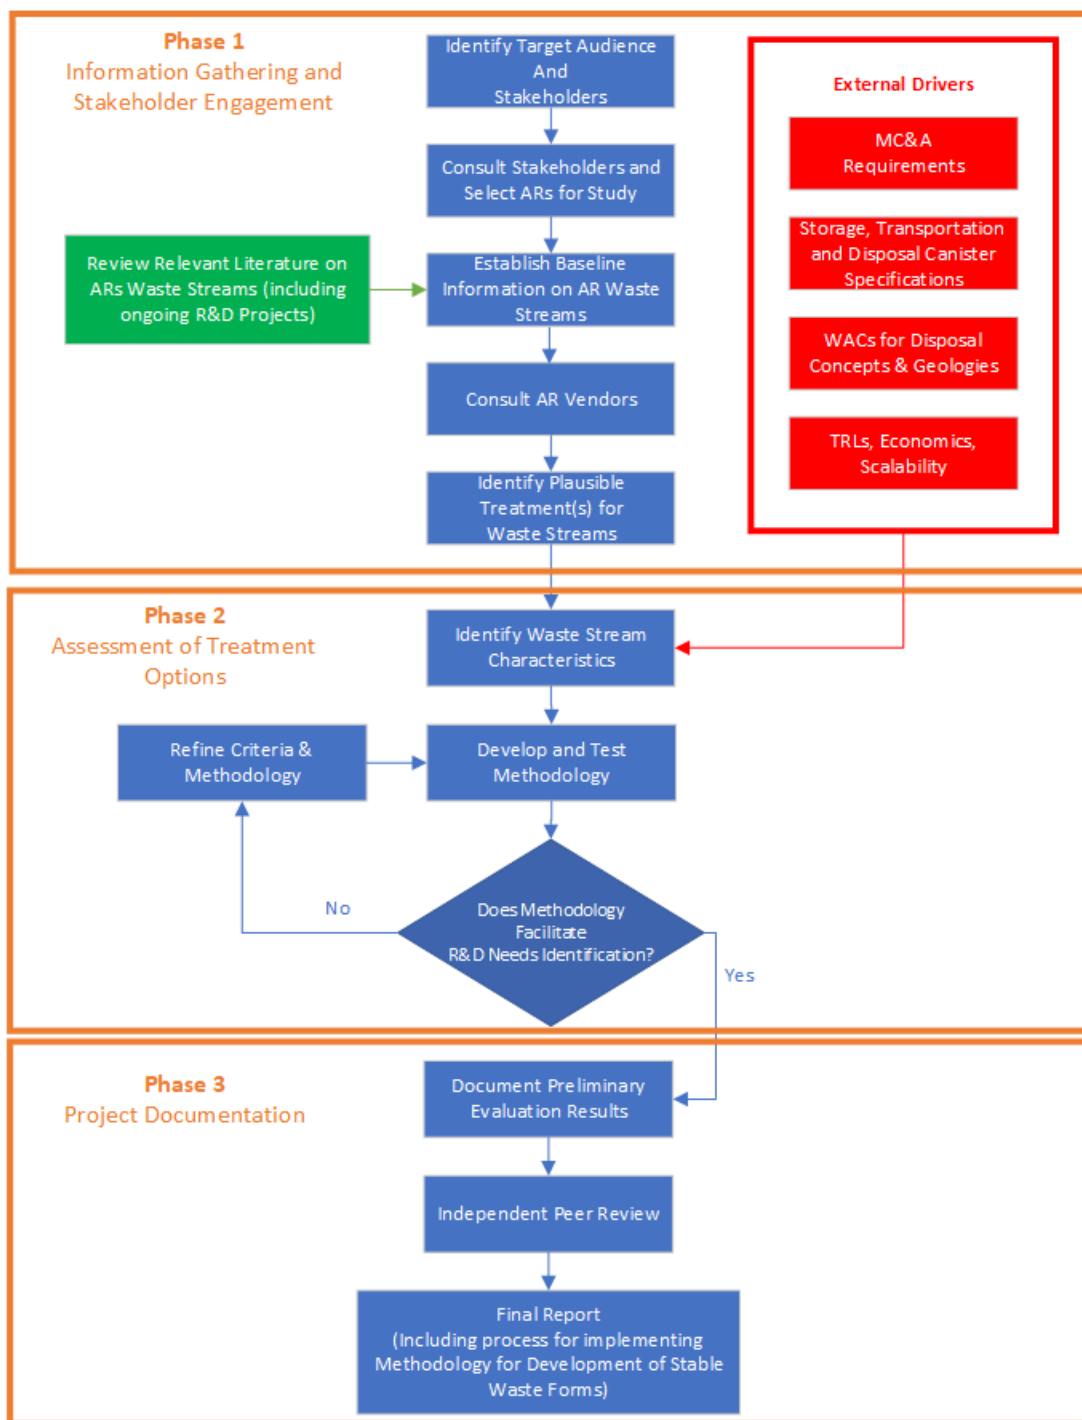 Phase 1
Information Gathering and
Stakeholder Engagement
Identify Target Audience
And
Stakeholders
Consult Stakeholders and
Select ARs for Study
Review Relevant Literature on
ARs Waste Streams (including
ongoing R&D Projects)
Establish Baseline
Information on AR Waste
Streams
Consult AR Vendors
Identify Plausible
Treatment(s) for
Waste Streams
External Drivers
MC&A
Requirements
Storage, Transportation
and Disposal Canister
Specifications
WACs for Disposal
Concepts & Geologies
TRLs, Economics,
Scalability
Phase 2
Assessment of Treatment
Options
Identify Waste Stream
Characteristics
Refine Criteria &
Methodology
Develop and Test
Methodology
No
Does Methodology
Facilitate
R&D Needs Identification?
Yes
Phase 3
Project Documentation
Document Preliminary
Evaluation Results
Independent Peer Review
Final Report
(Including process for implementing
Methodology for Development of Stable
Waste Forms)